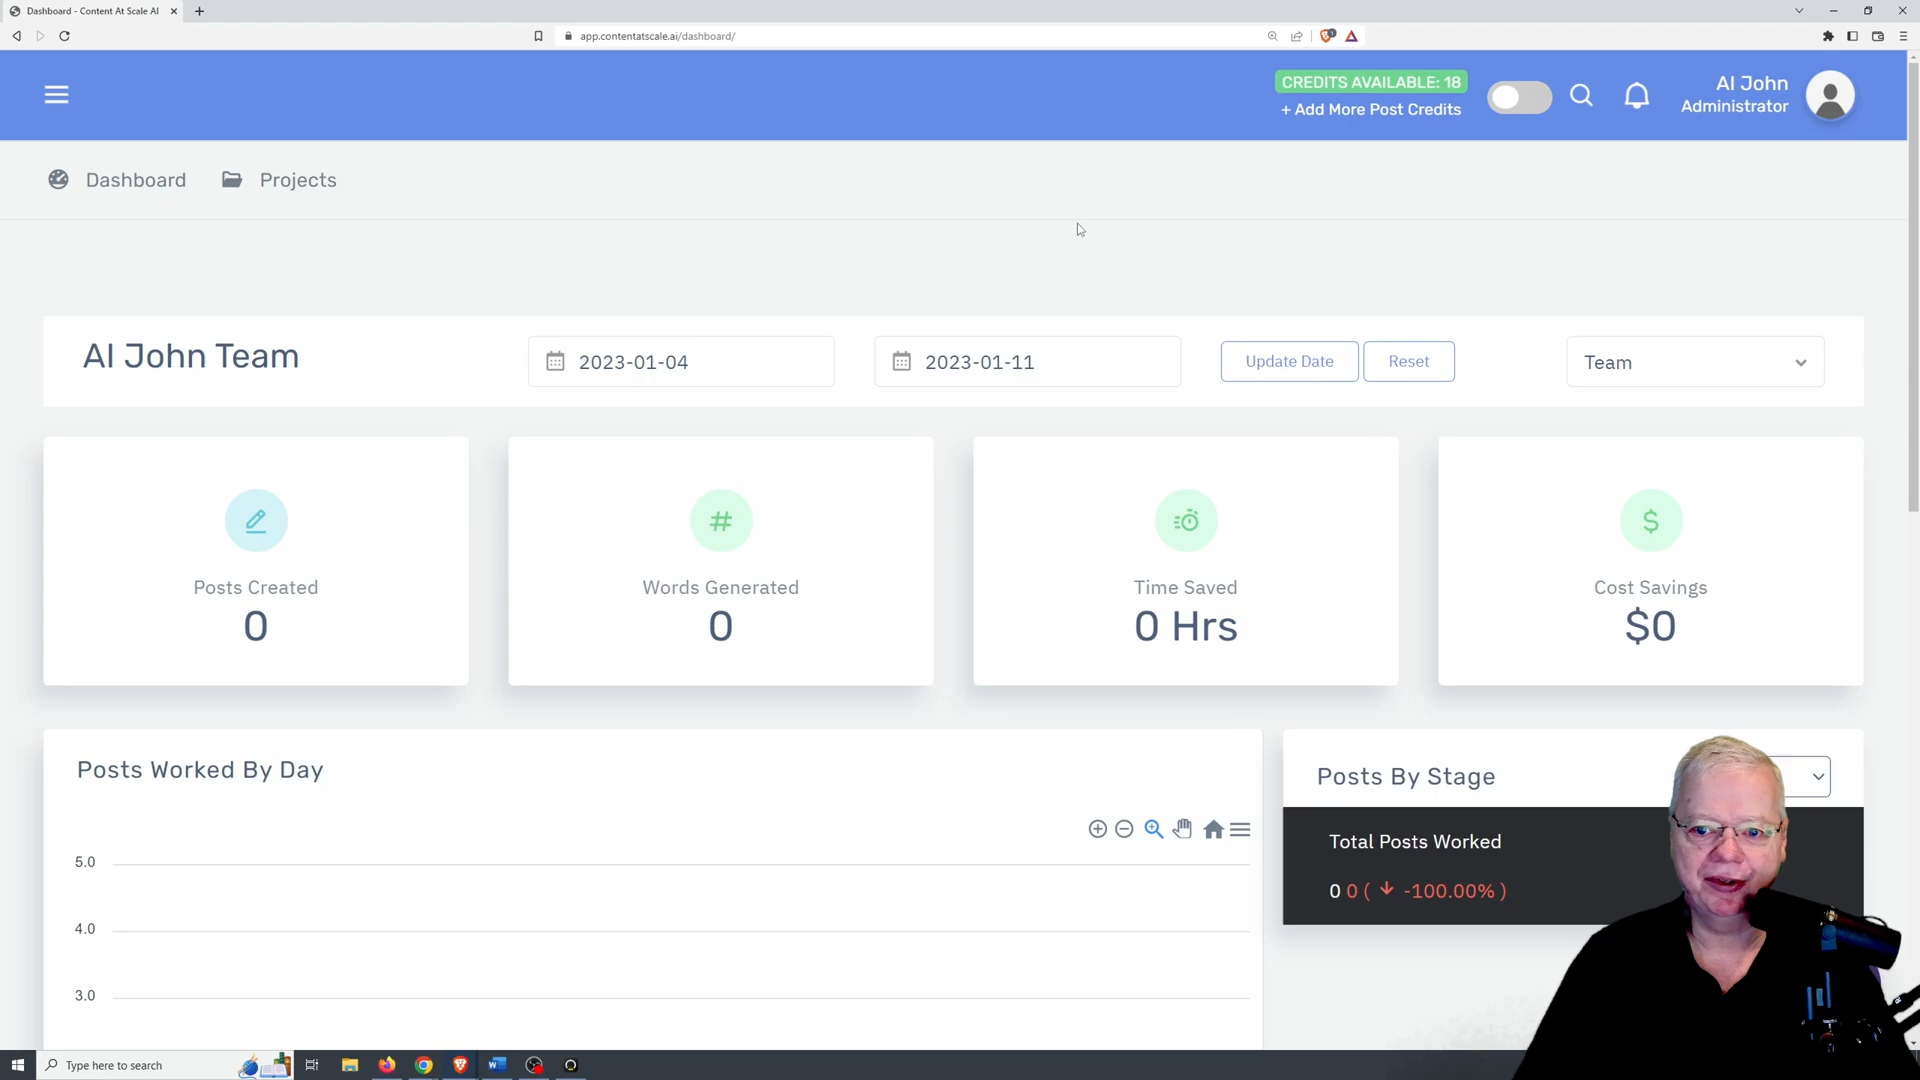 Dashboard - Content At Scale AI
app.contentatscale.ai/dashboard/
CREDITS AVAILABLE: 18
+ Add More Post Credits
AI John
Administrator
Dashboard
Projects
AI John Team
2023-01-04
2023-01-11
Update Date
Reset
Team
Posts Created
0
Words Generated
0
Time Saved
0 Hrs
Cost Savings
$0
Posts Worked By Day
5.0
4.0
3.0
Posts By Stage
Total Posts Worked
0 0 ( -100.00% )
Type here to search